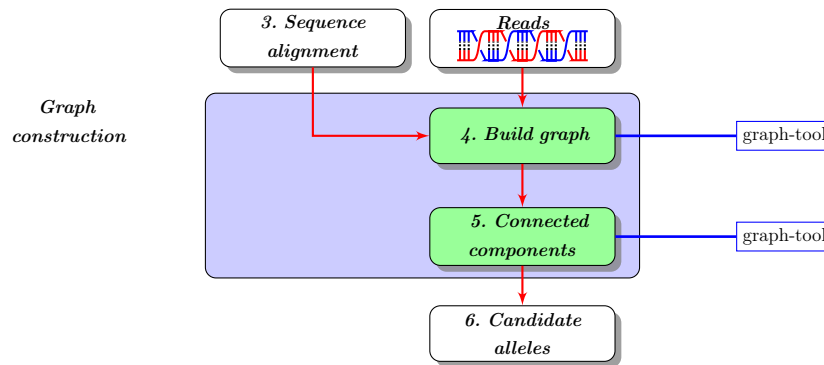 3. Sequence
alignment
Reads
Graph
construction
4. Build graph
graph-tool
5. Connected
components
graph-tool
6. Candidate
alleles